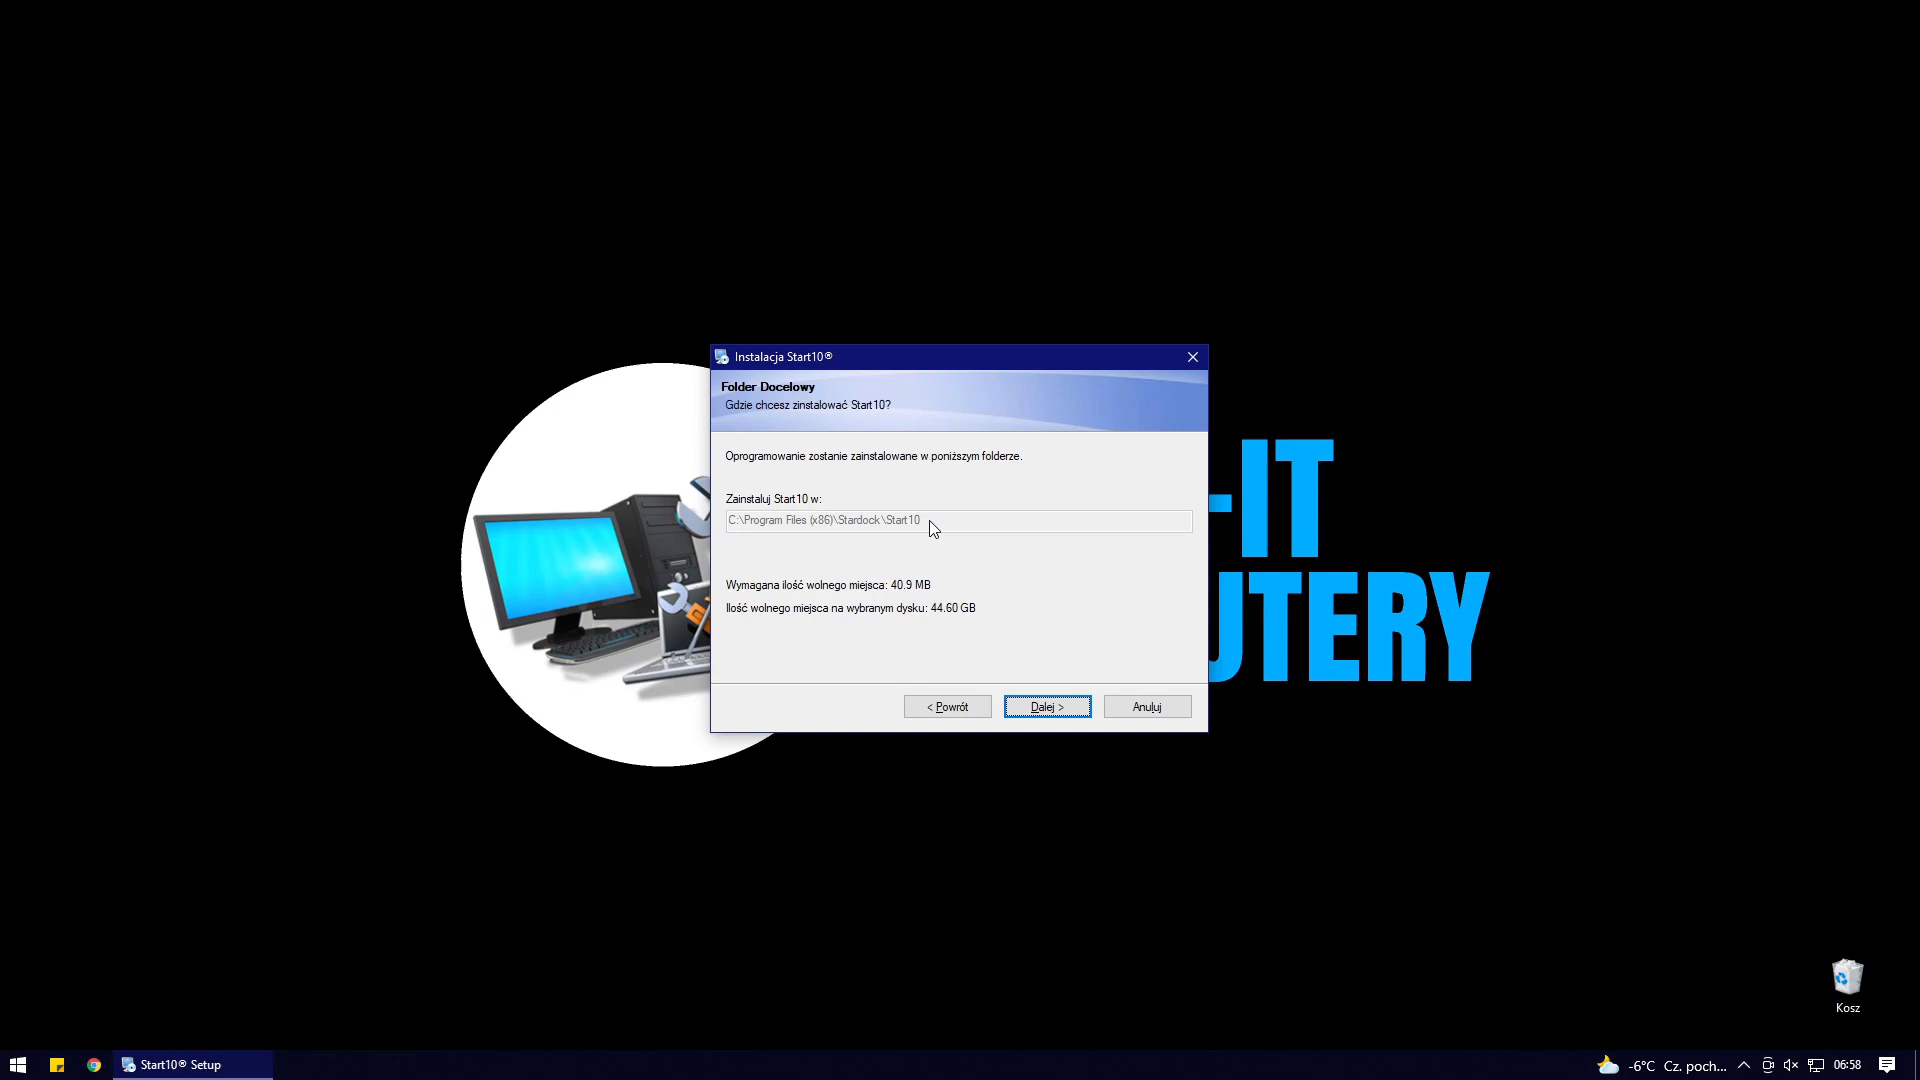 Instalacja Start10®
Folder Docelowy
Gdzie chcesz zinstalować Start10?
Oprogramowanie zostanie zainstalowane w poniższym folderze.
Zainstaluj Start10 w:
C:\Program Files (x86)\Stardock\Start10
Wymagana ilość wolnego miejsca: 40.9 MB
Ilość wolnego miejsca na wybranym dysku: 44.60 GB
< Powrót
Dalej >
Anuluj
-IT
UTERY
Kosz
Start10® Setup
-6°C Cz. poch...
06:58